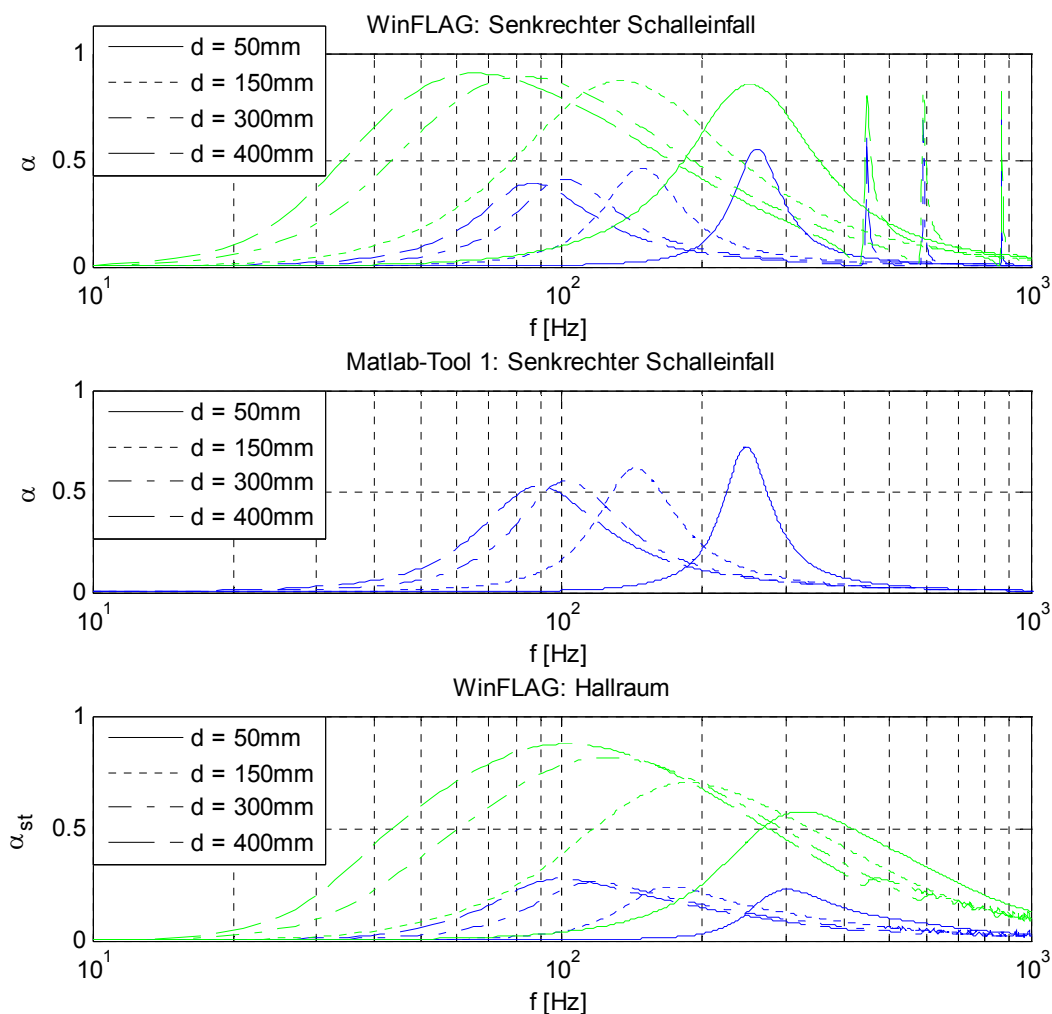 WinFLAG: Senkrechter Schalleinfall
1
0.5
0
α
d = 50mm
d = 150mm
d = 300mm
d = 400mm
10^1
10^2
10^3
f [Hz]
Matlab-Tool 1: Senkrechter Schalleinfall
1
0.5
0
α
d = 50mm
d = 150mm
d = 300mm
d = 400mm
10^1
10^2
10^3
f [Hz]
WinFLAG: Hallraum
1
0.5
0
α_st
d = 50mm
d = 150mm
d = 300mm
d = 400mm
10^1
10^2
10^3
f [Hz]